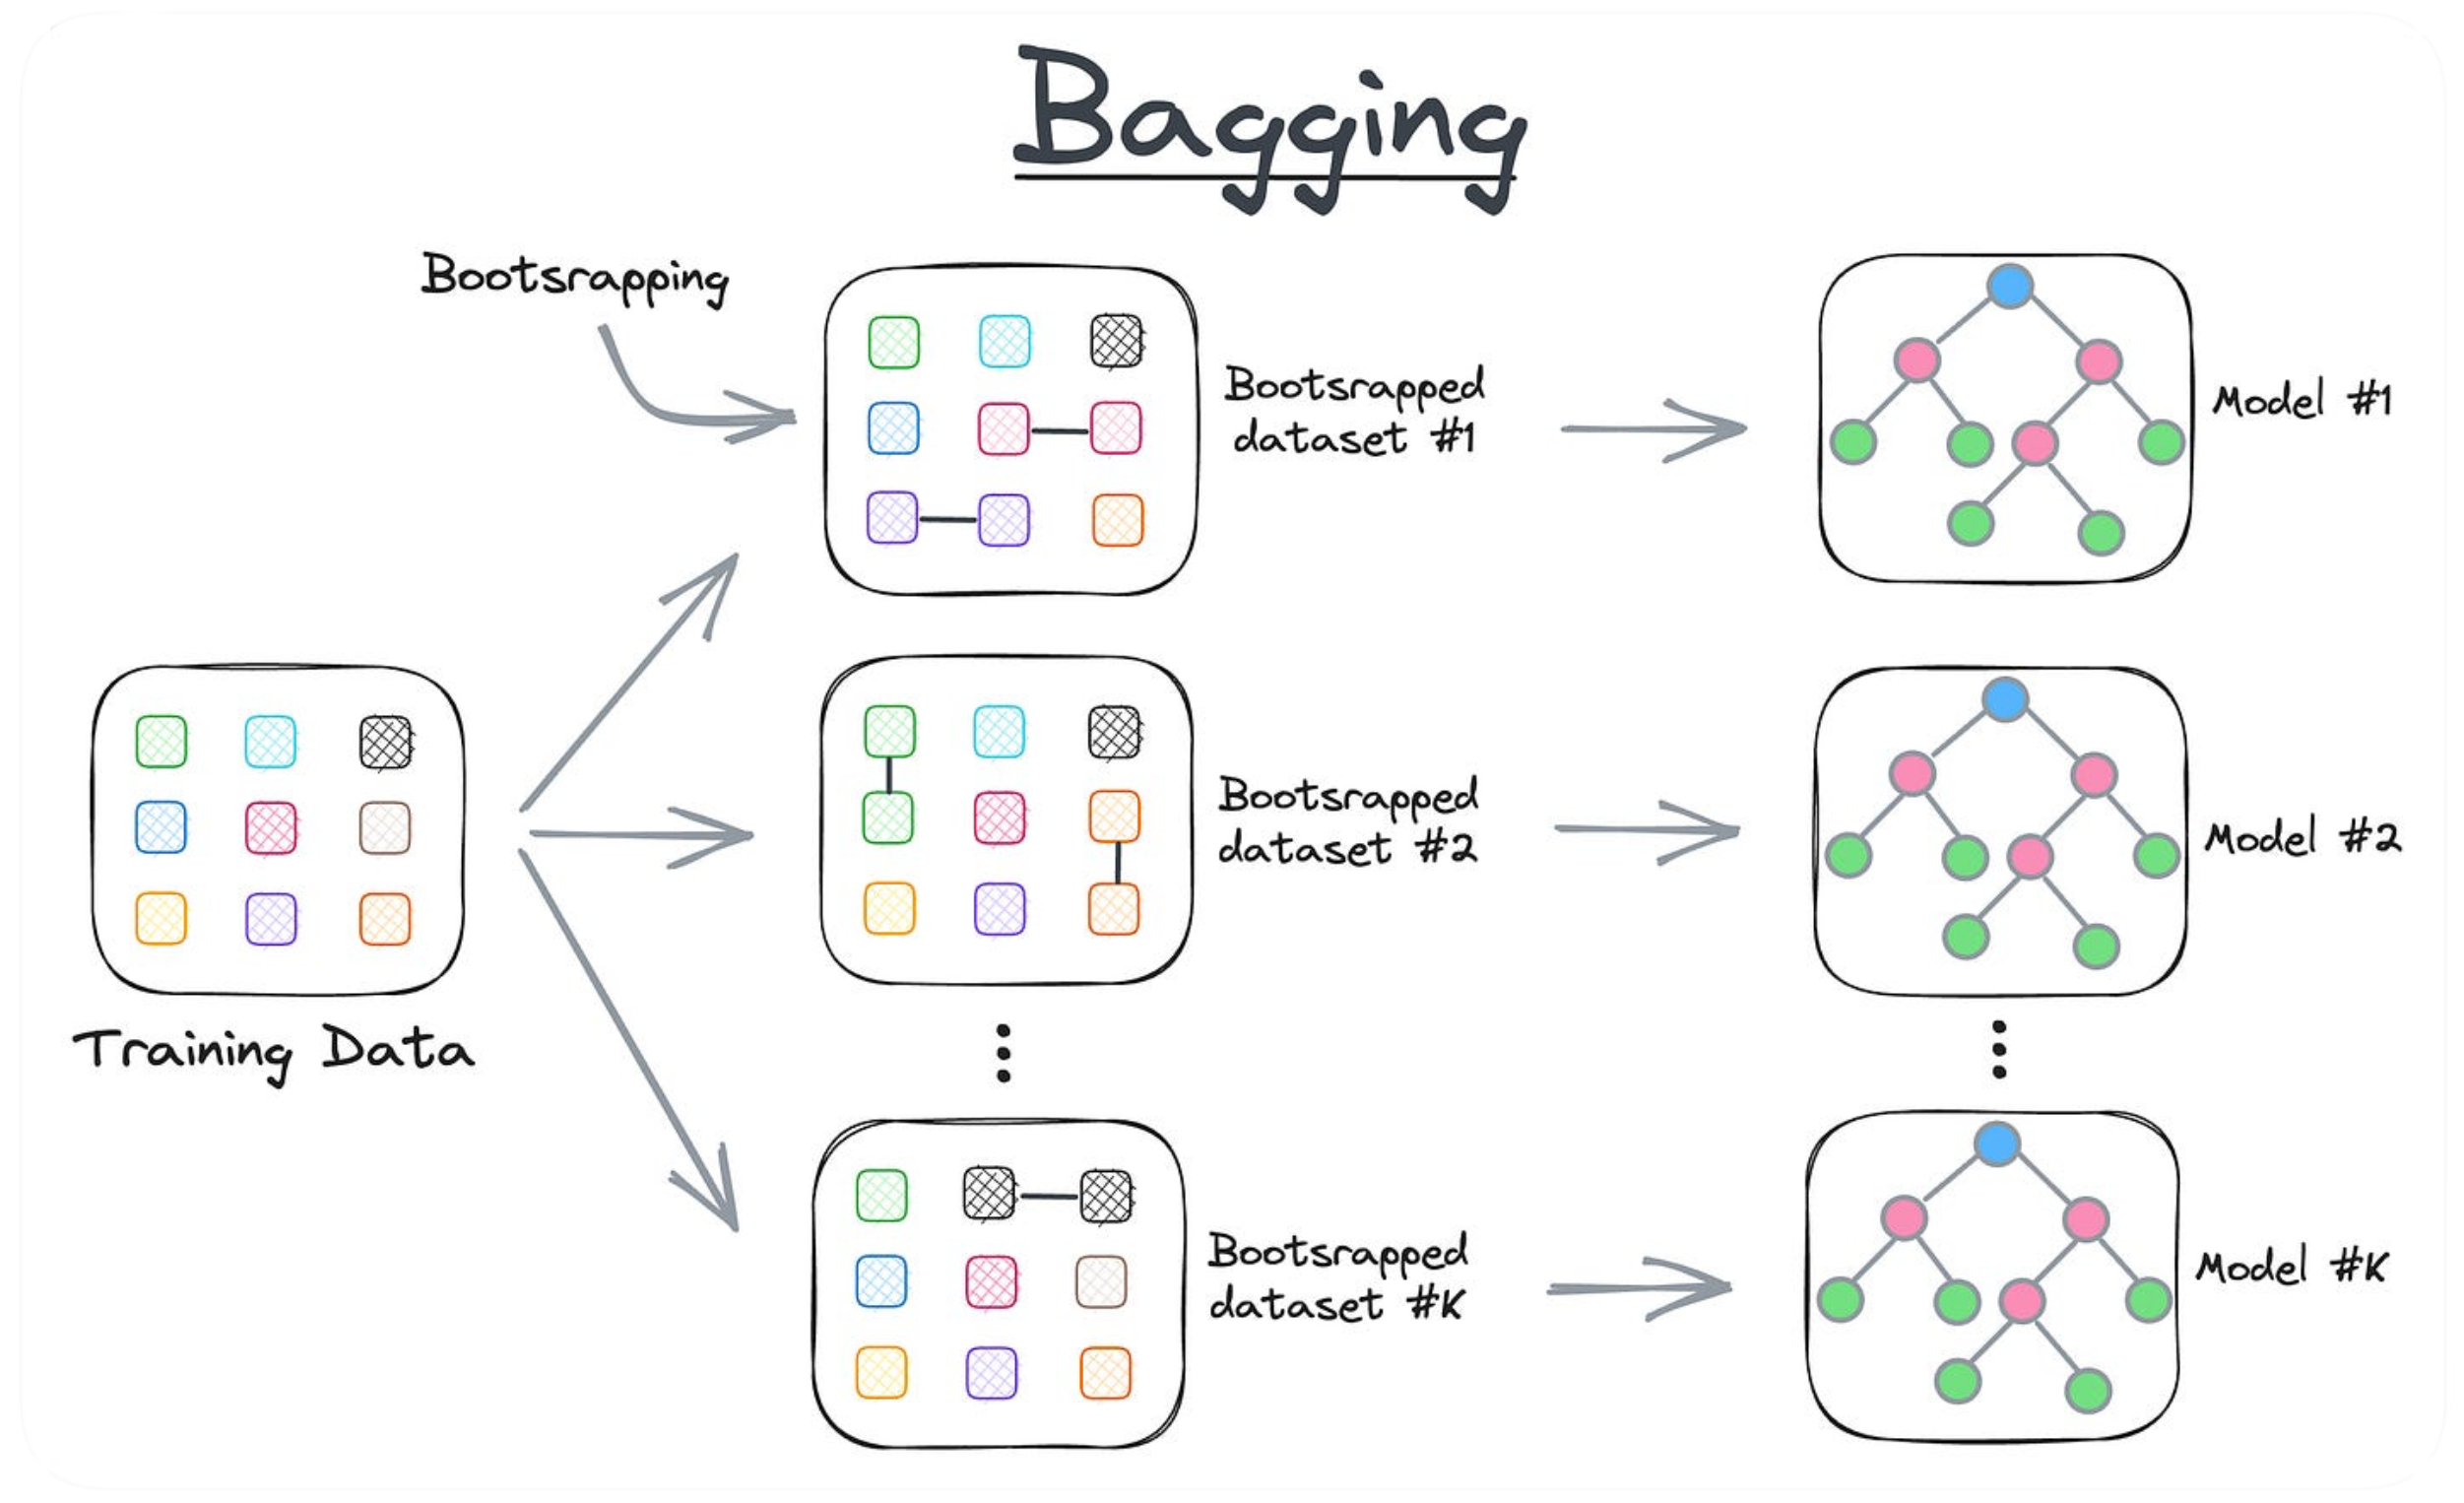 Bagging
Bootsrapping
Bootsrapped
dataset #1
Model #1
Training Data
Bootsrapped
dataset #2
Model #2
Bootsrapped
dataset #K
Model #K